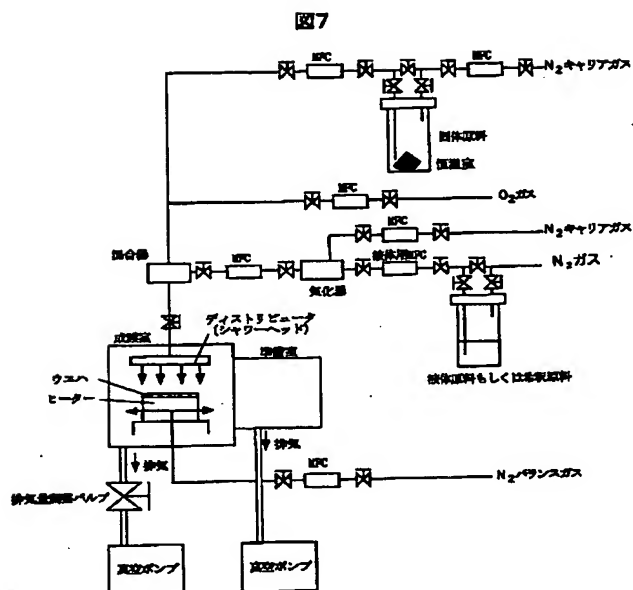 図7
MFC
MFC
N2キャリアガス
固体原料
恒温室
MFC
O2ガス
MFC
N2キャリアガス
混合器
MFC
液体用MFC
N2ガス
気化器
ディストリビュータ
(シャワーヘッド)
成膜室
準備室
ウエハ
ヒーター
液体原料もしくは希釈原料
排気
排気
MFC
N2バランスガス
排気量調整バルブ
真空ポンプ
真空ポンプ